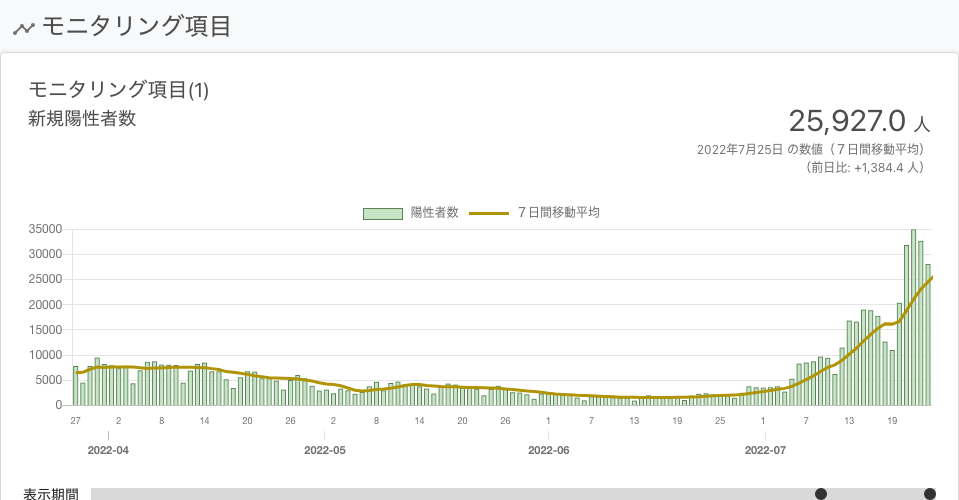 モニタリング項目
モニタリング項目(1)
新規陽性者数
25,927.0 人
2022年7月25日 の数値（７日間移動平均）
（前日比: +1,384.4 人）
陽性者数 ７日間移動平均
35000
30000
25000
20000
15000
10000
5000
0
27 2 8 14 20 26 2 8 14 20 26 1 7 13 19 25 1 7 13 19
2022-04 2022-05 2022-06 2022-07
表示期間